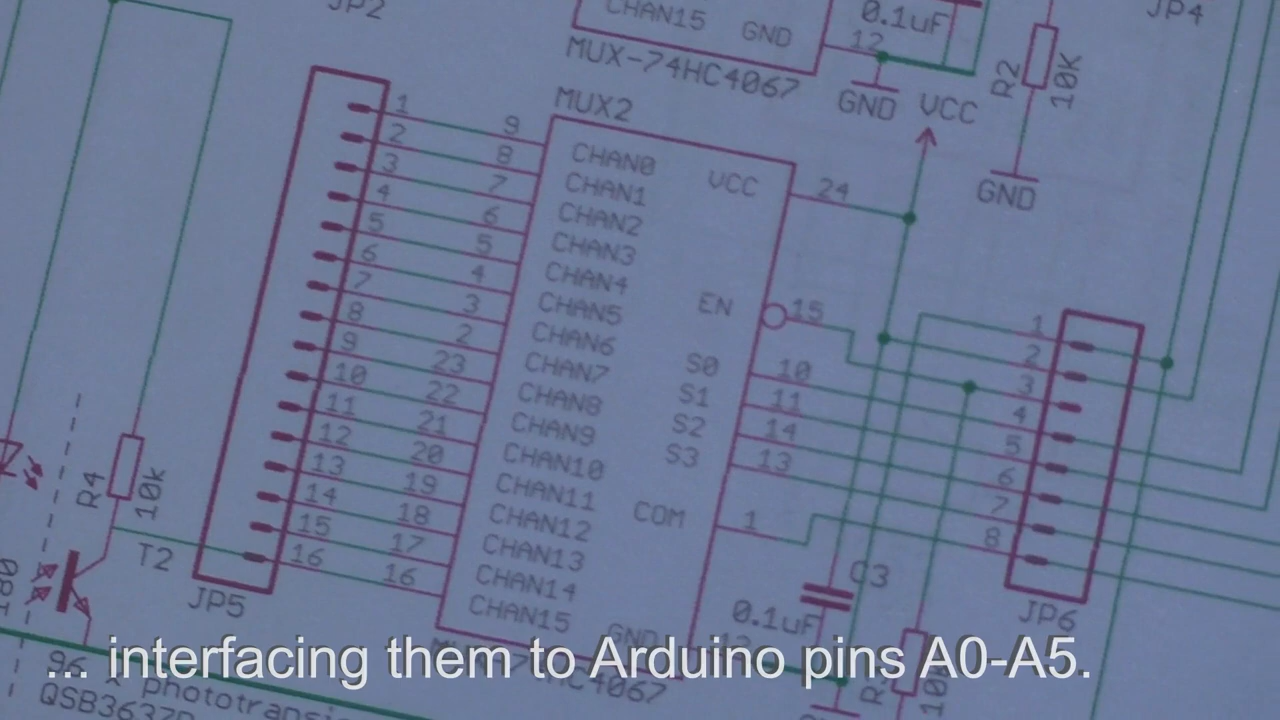 JP2
CHAN15
GND
12
MUX-74HC4067
0.1uF
GND
VCC
R2
10K
GND
JP4
MUX2
1 9 CHAN0
2 8 CHAN1
3 7 CHAN2
4 6 CHAN3
5 5 CHAN4
6 4 CHAN5
7 3 CHAN6
8 2 CHAN7
9 23 CHAN8
10 22 CHAN9
11 21 CHAN10
12 20 CHAN11
13 19 CHAN12
14 18 CHAN13
15 17 CHAN14
16 16 CHAN15
VCC 24
EN 15
S0 10
S1 11
S2 14
S3 13
COM 1
GND
1
2
3
4
5
6
7
8
JP6
C3
0.1uF
R4
10k
T2
JP5
180
... interfacing them to Arduino pins A0-A5.
96